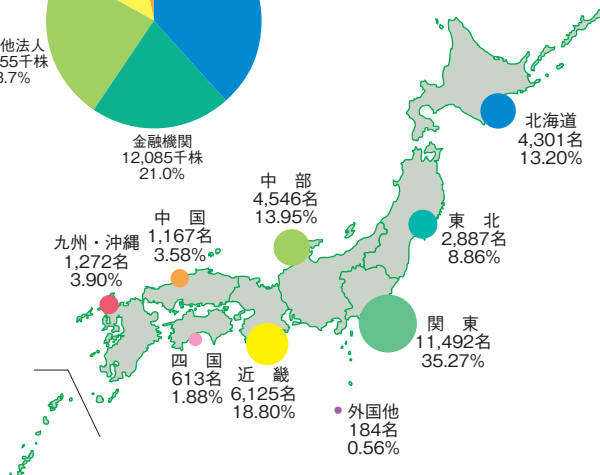 他法人
55千株
3.7%
金融機関
12,085千株
21.0%
北海道
4,301名
13.20%
中　部
4,546名
13.95%
東　北
2,887名
8.86%
中　国
1,167名
3.58%
九州・沖縄
1,272名
3.90%
関　東
11,492名
35.27%
四　国
613名
1.88%
近　畿
6,125名
18.80%
外国他
184名
0.56%